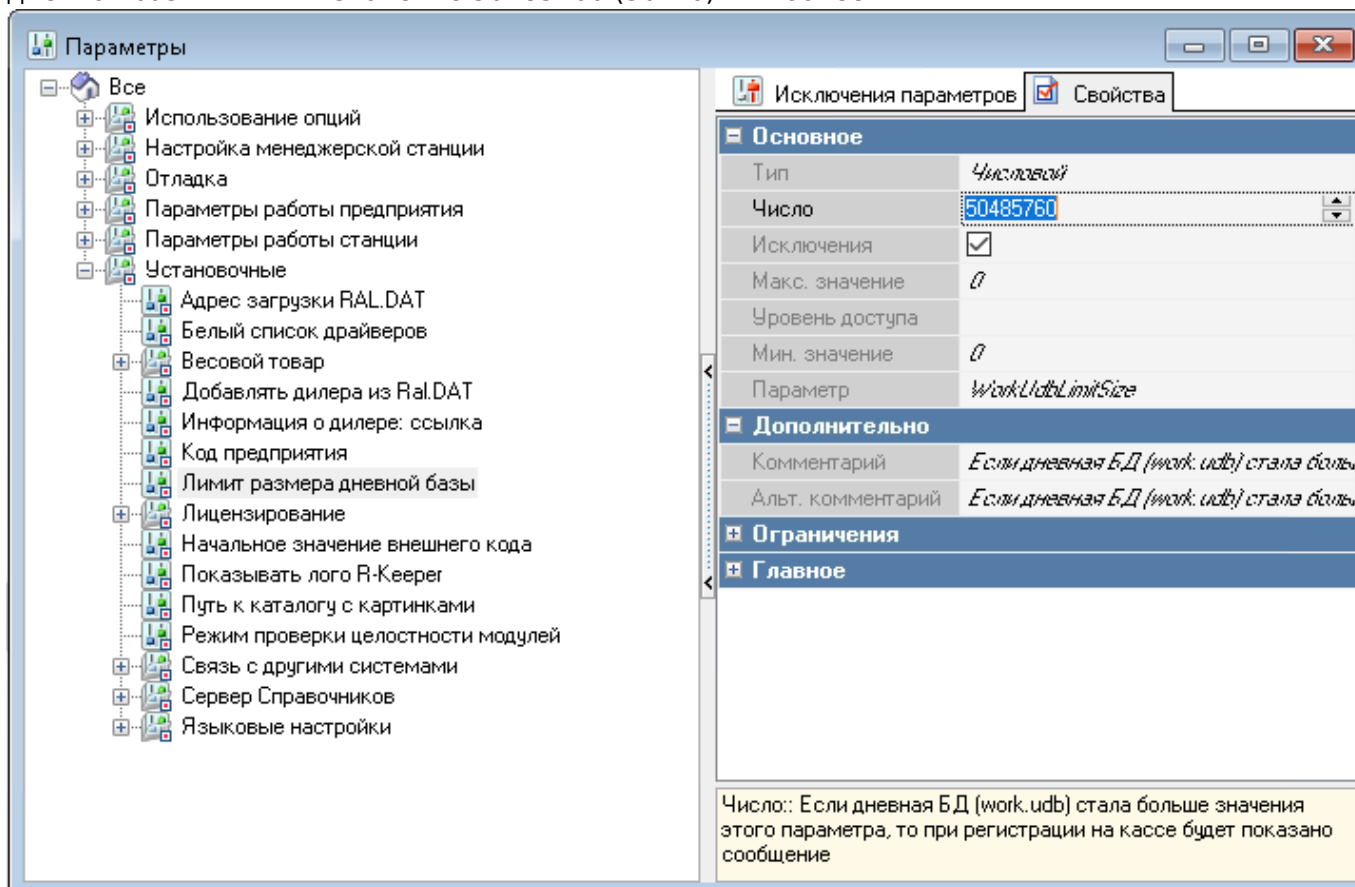 Параметры
Все
Использование опций
Настройка менеджерской станции
Отладка
Параметры работы предприятия
Параметры работы станции
Установочные
Адрес загрузки RAL.DAT
Белый список драйверов
Весовой товар
Добавлять дилера из Ral.DAT
Информация о дилере: ссылка
Код предприятия
Лимит размера дневной базы
Лицензирование
Начальное значение внешнего кода
Показывать лого R-Keeper
Путь к каталогу с картинками
Режим проверки целостности модулей
Связь с другими системами
Сервер Справочников
Языковые настройки
Исключения параметров Свойства
Основное
Тип Числовой
Число 50485760
Исключения
Макс. значение 0
Уровень доступа
Мин. значение 0
Параметр WorkUdbLimitSize
Дополнительно
Комментарий Если дневная БД (work.udb) стала
Альт. комментарий Если дневная БД (work.udb) стала
Ограничения
Главное
Число:: Если дневная БД (work.udb) стала больше значения
этого параметра, то при регистрации на кассе будет показано
сообщение